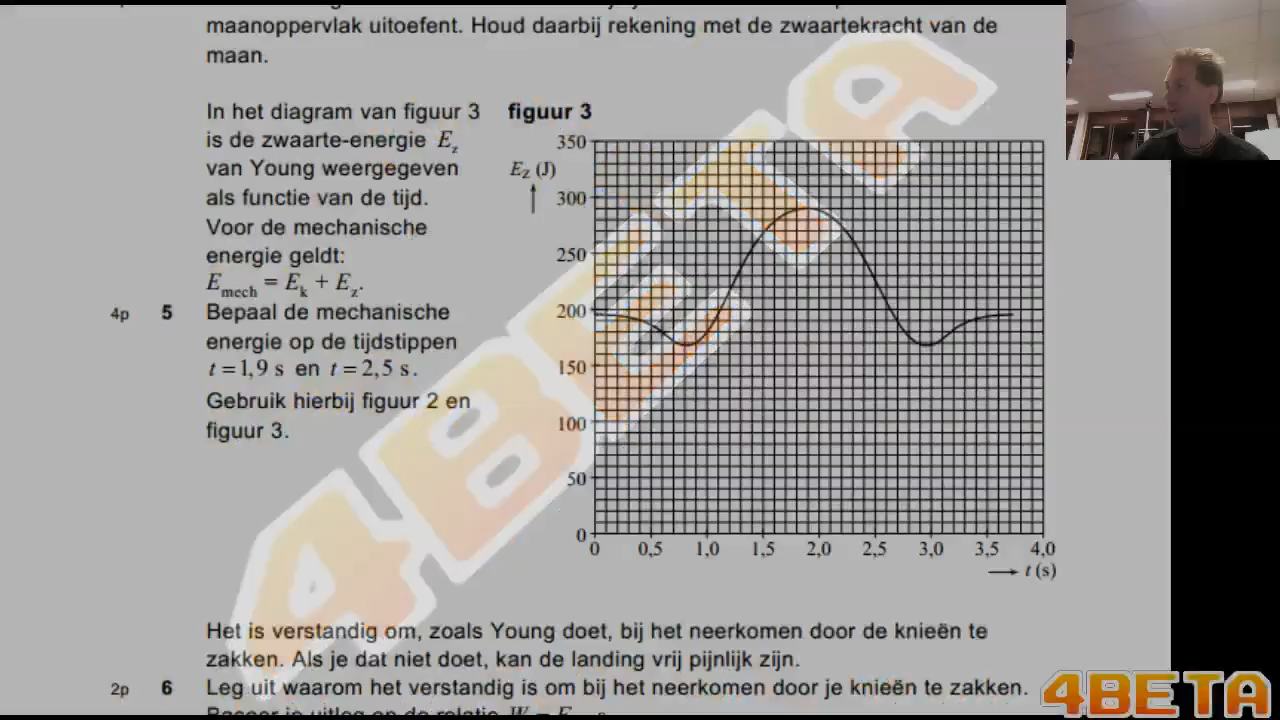 maanoppervlak uitoefent. Houd daarbij rekening met de zwaartekracht van de
maan.
In het diagram van figuur 3
is de zwaarte-energie E_z
van Young weergegeven
als functie van de tijd.
Voor de mechanische
energie geldt:
E_mech = E_k + E_z.
4p 5 Bepaal de mechanische
energie op de tijdstippen
t = 1,9 s en t = 2,5 s.
Gebruik hierbij figuur 2 en
figuur 3.
figuur 3
350
E_z (J)
300
250
200
150
100
50
0
0 0,5 1,0 1,5 2,0 2,5 3,0 3,5 4,0
t (s)
Het is verstandig om, zoals Young doet, bij het neerkomen door de knieën te
zakken. Als je dat niet doet, kan de landing vrij pijnlijk zijn.
2p 6 Leg uit waarom het verstandig is om bij het neerkomen door je knieën te zakken.
4BETA
4BETA